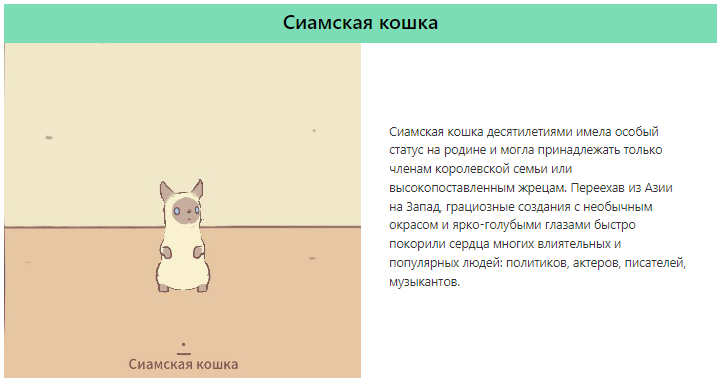 Сиамская кошка
Сиамская кошка десятилетиями имела особый
статус на родине и могла принадлежать только
членам королевской семьи или
высокопоставленным жрецам. Переехав из Азии
на Запад, грациозные создания с необычным
окрасом и ярко-голубыми глазами быстро
покорили сердца многих влиятельных и
популярных людей: политиков, актеров, писателей,
музыкантов.
Сиамская кошка